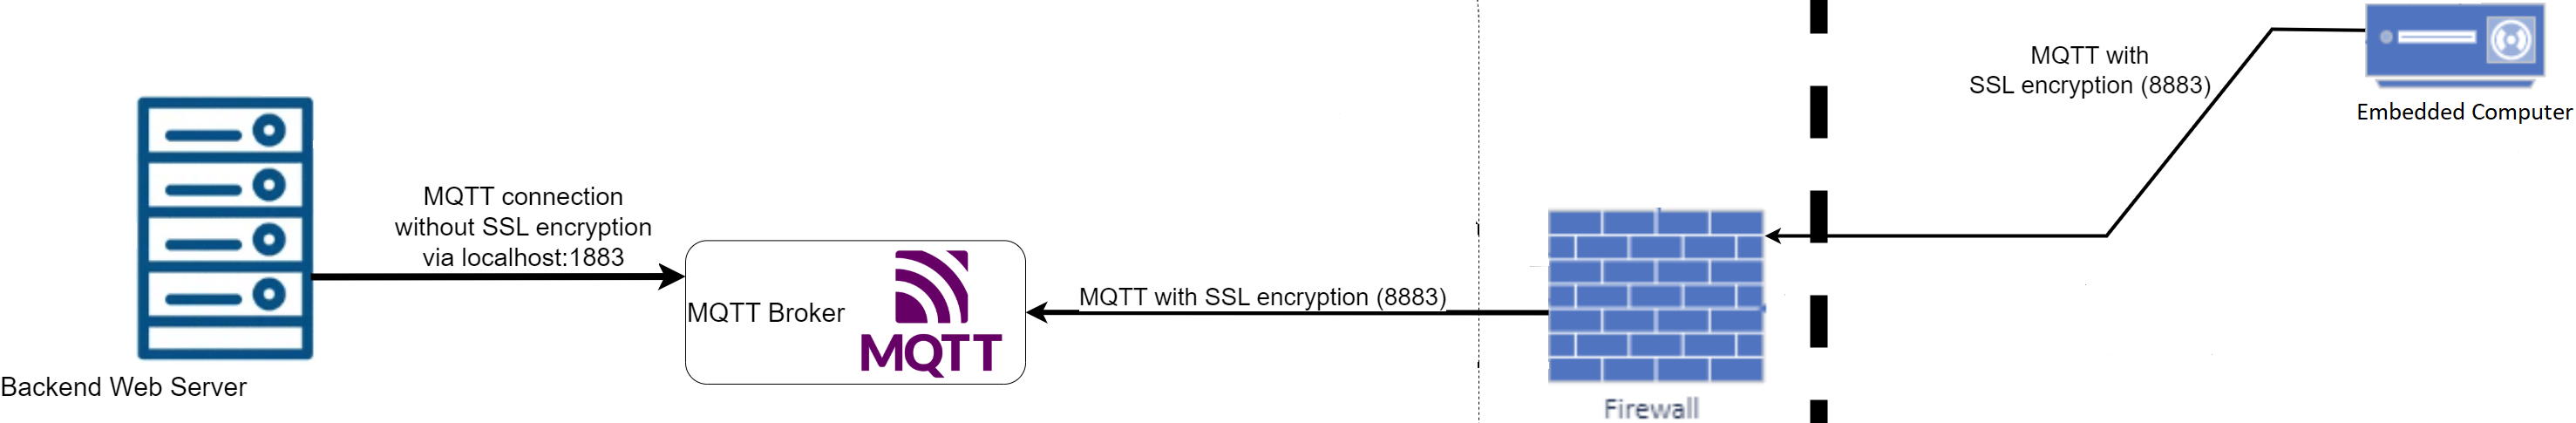 MQTT with
SSL encryption (8883)
Embedded Computer
MQTT connection
without SSL encryption
via localhost:1883
MQTT Broker
MQTT
MQTT with SSL encryption (8883)
Backend Web Server
Firewall